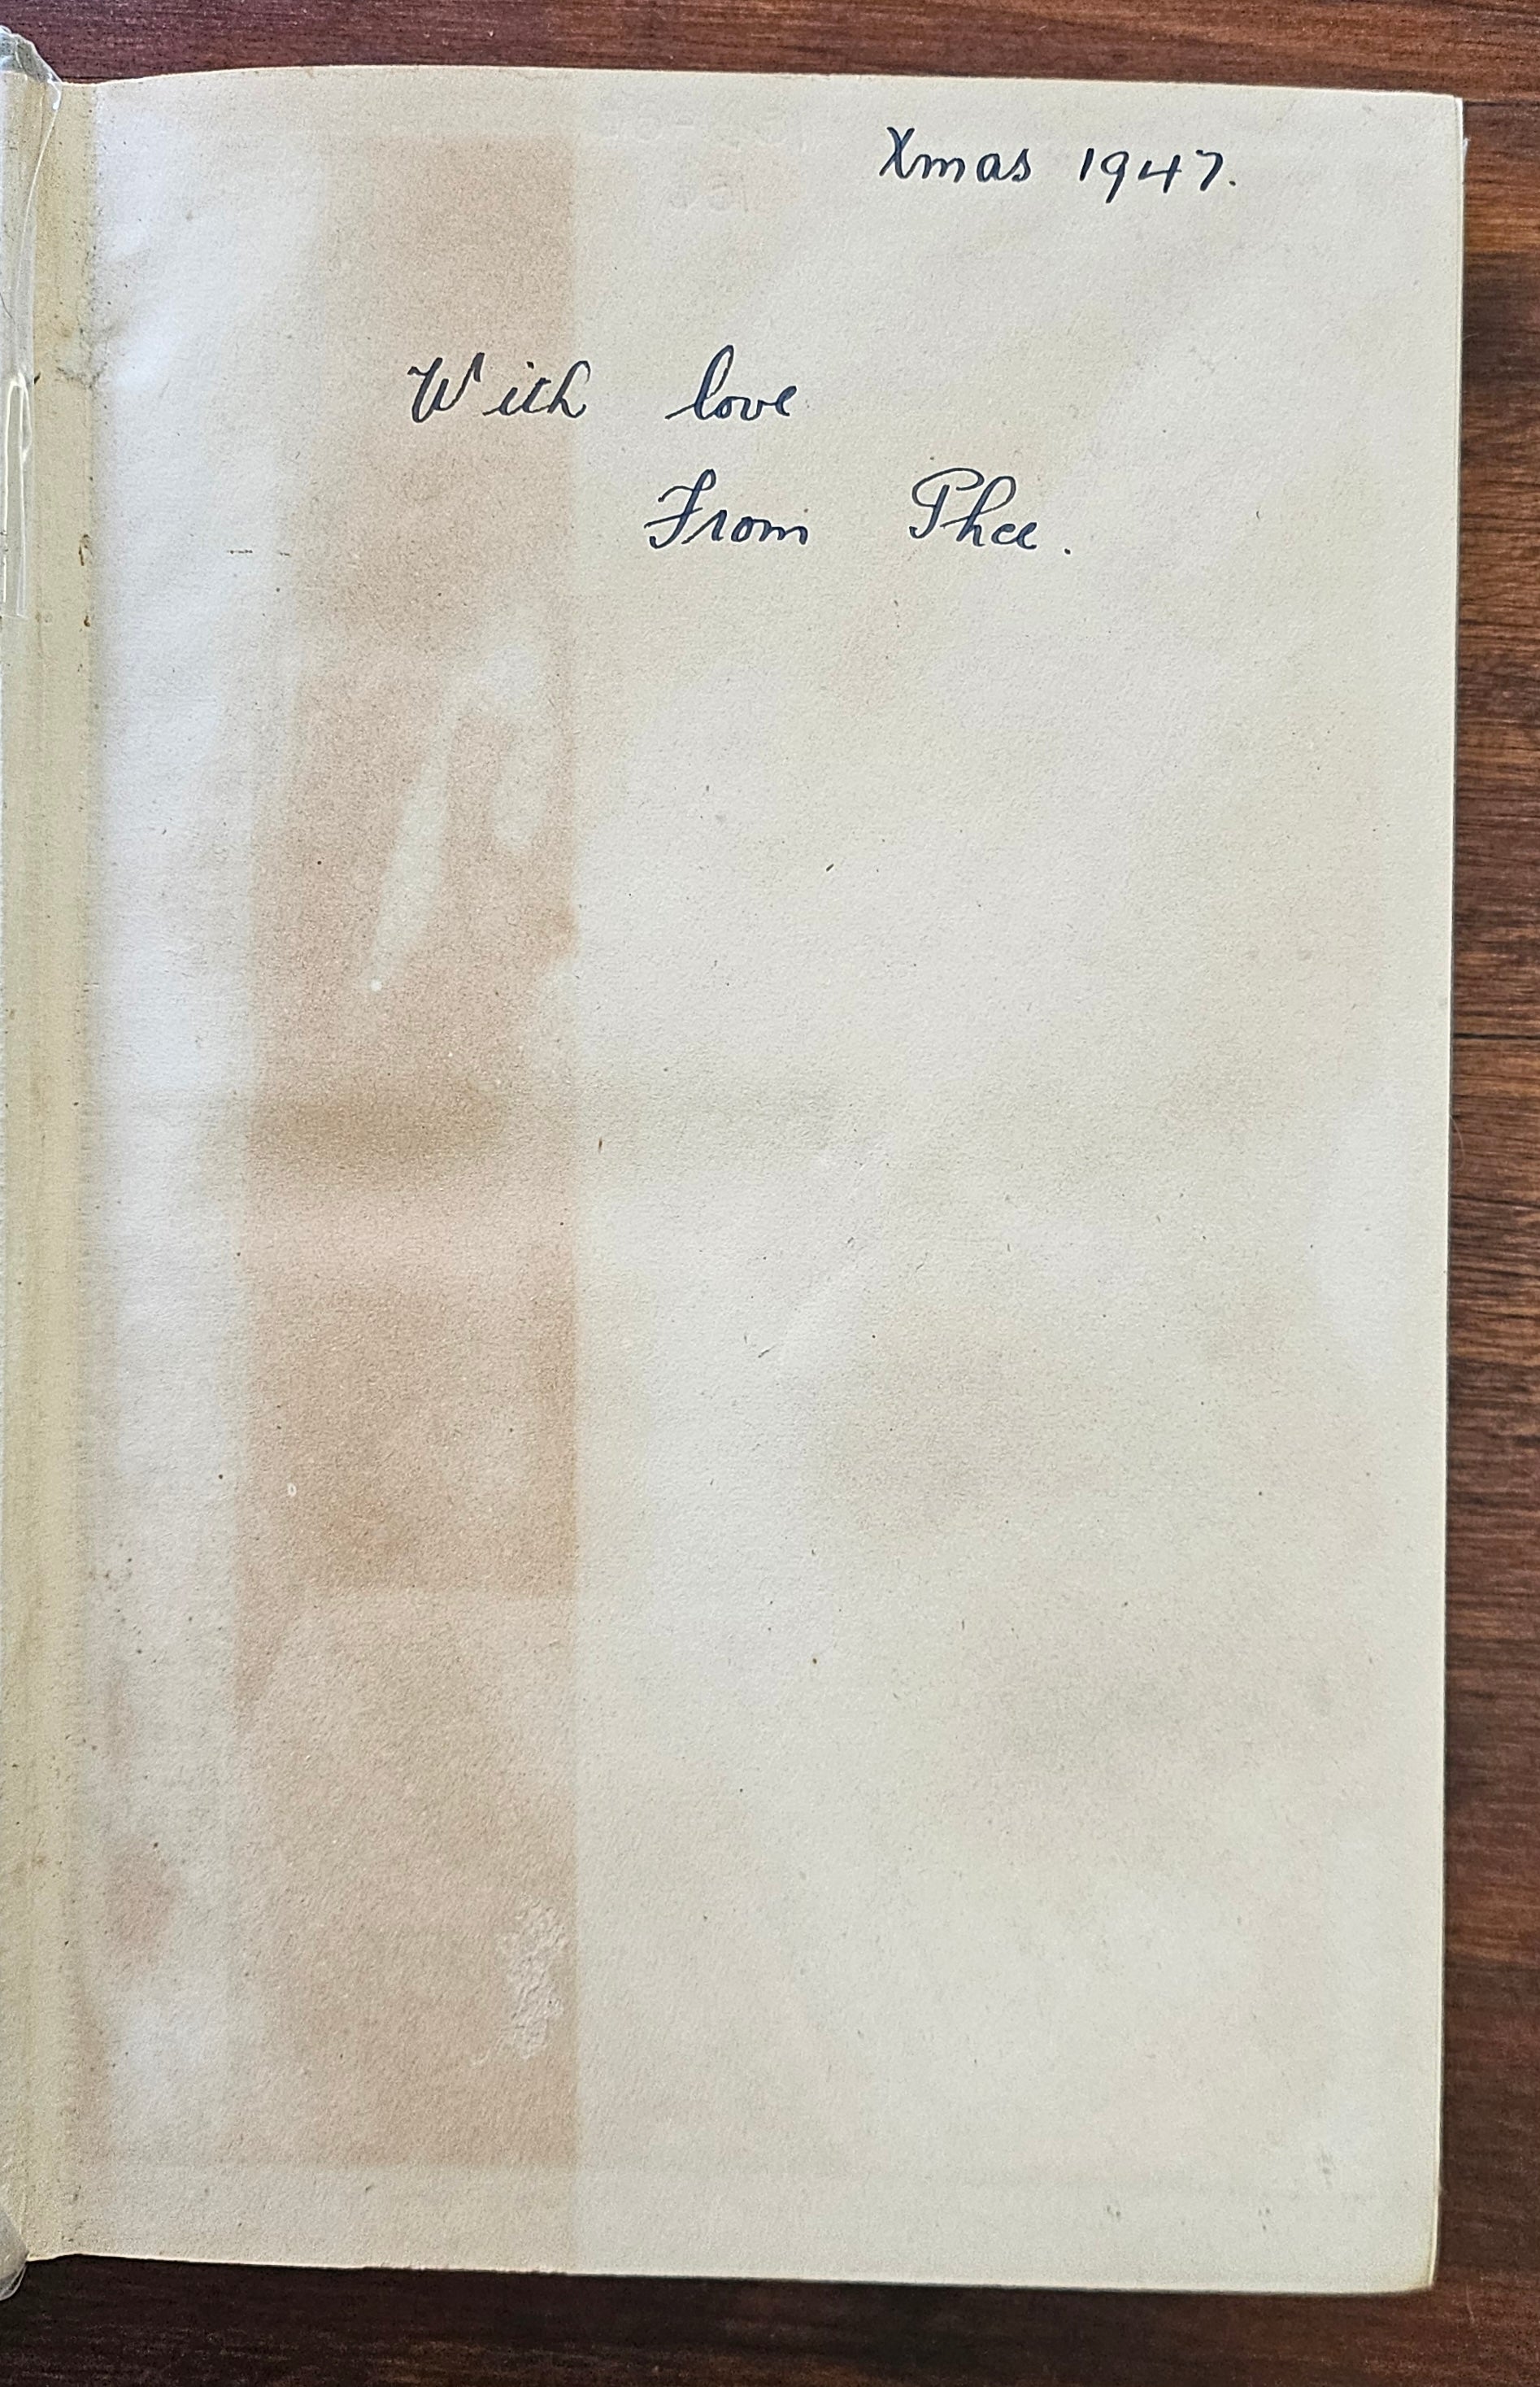 Xmas 1947.
With love
From Phee.